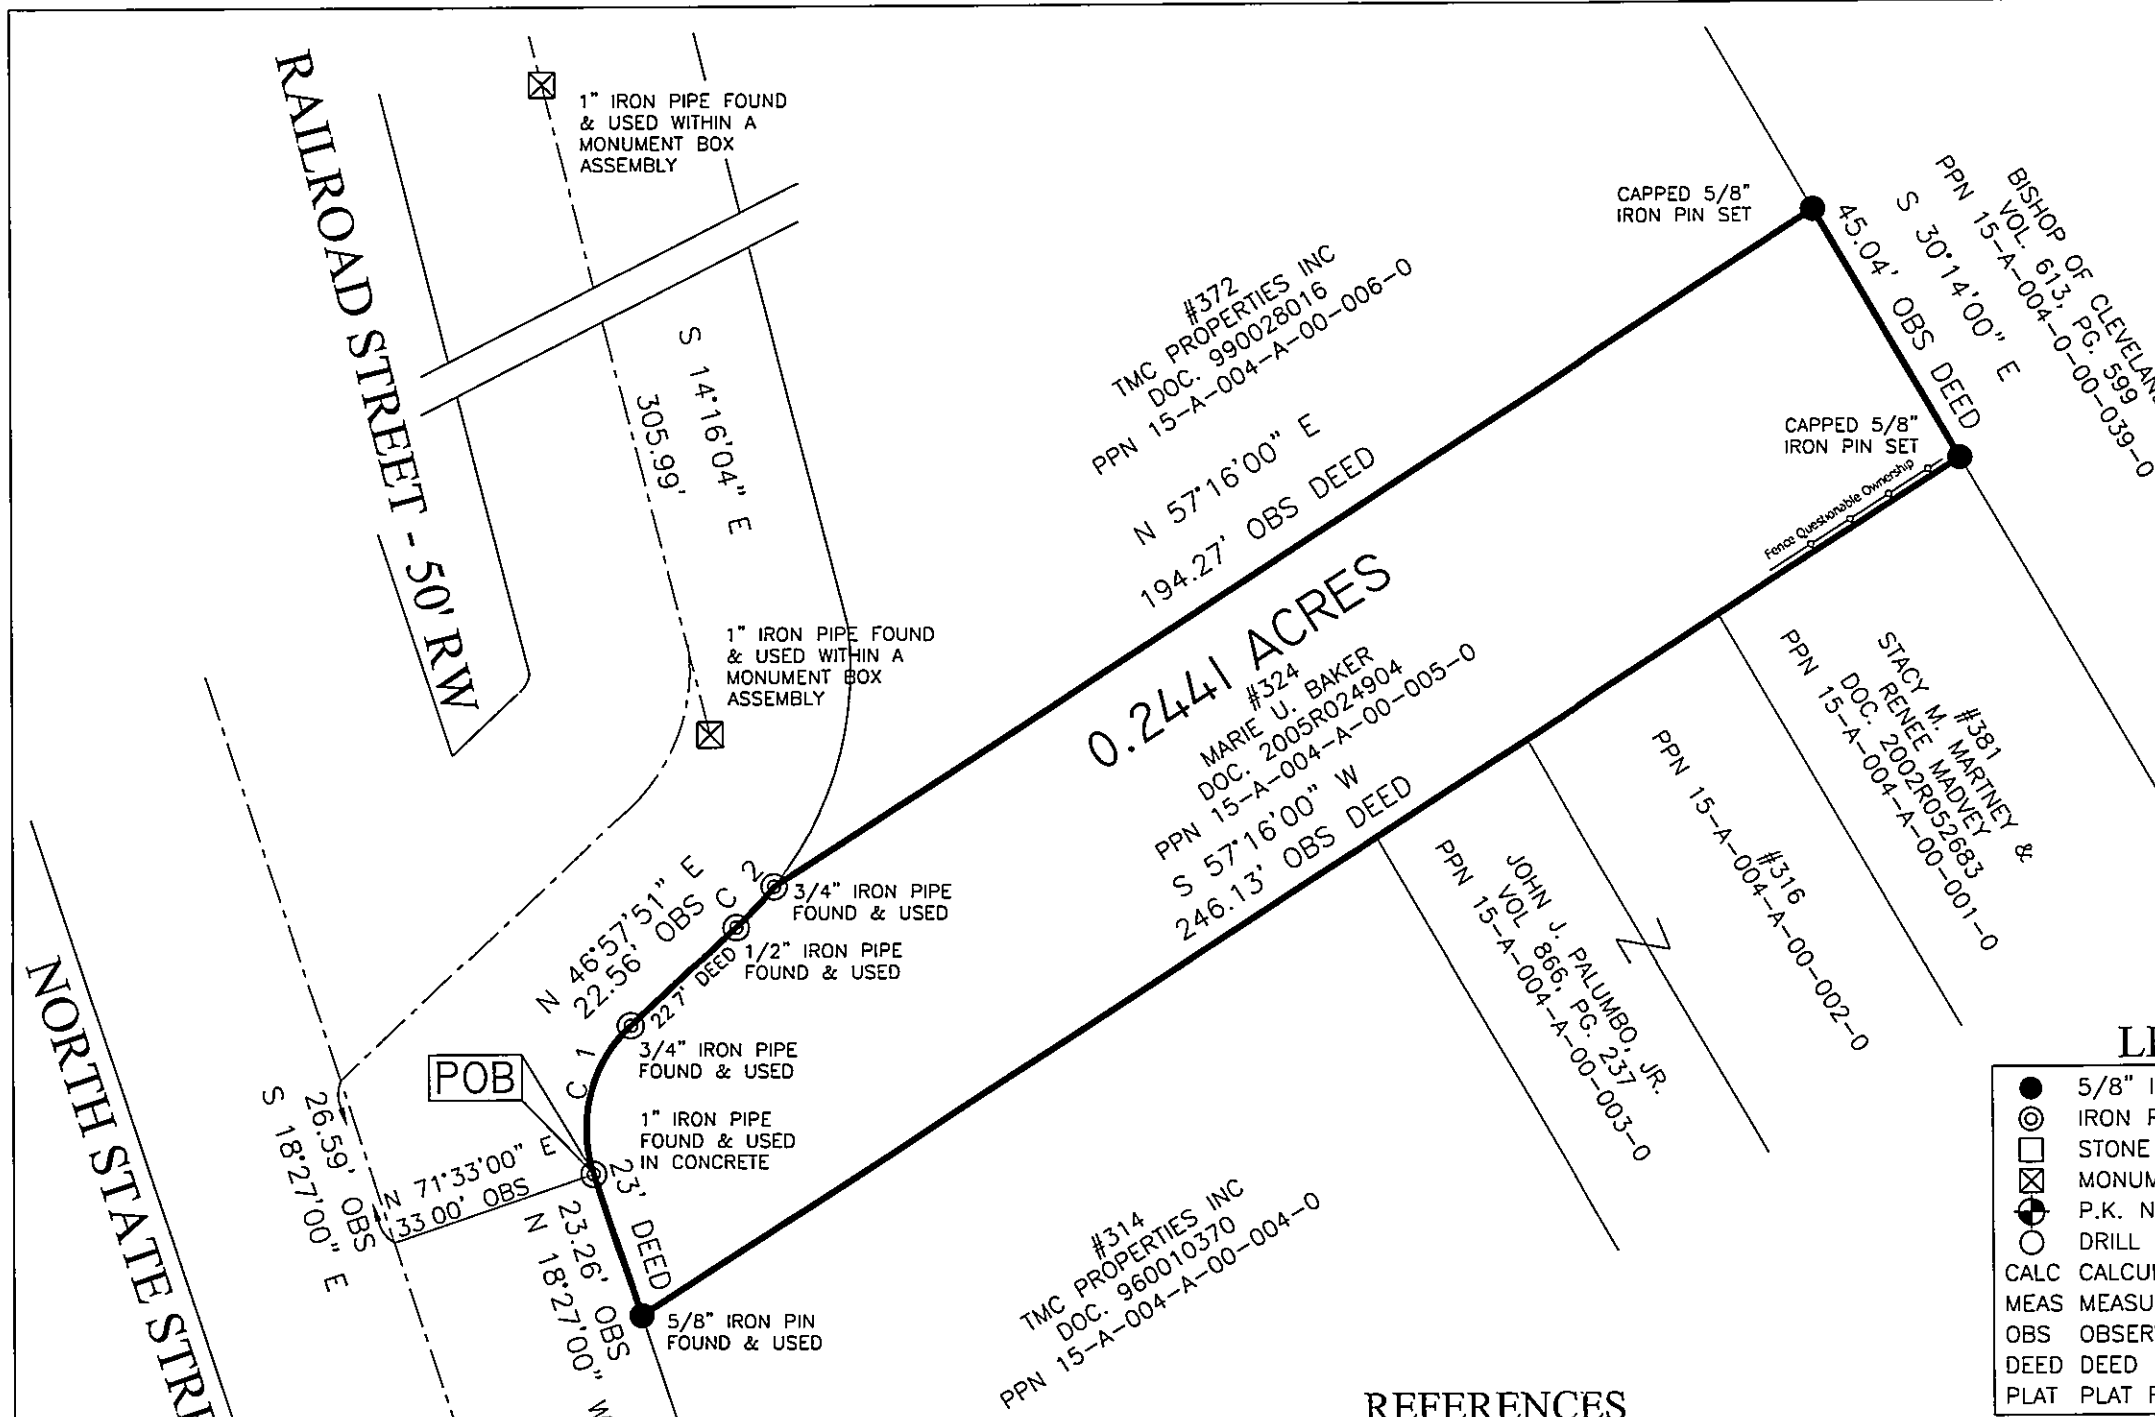 RAILROAD STREET - 50' RW
1" IRON PIPE FOUND
& USED WITHIN A
MONUMENT BOX
ASSEMBLY
S 14°16'04" E
305.99'
1" IRON PIPE FOUND
& USED WITHIN A
MONUMENT BOX
ASSEMBLY
CAPPED 5/8"
IRON PIN SET
45.04' OBS DEED
S 30°14'00" E
BISHOP OF CLEVELAN
VOL. 613, PG. 599
PPN 15-A-004-0-00-039-0
CAPPED 5/8"
IRON PIN SET
Fence Questionable Ownership
#372
TMC PROPERTIES INC
DOC. 990028016
PPN 15-A-004-A-00-006-0
N 57°16'00" E
194.27' OBS DEED
0.2441 ACRES
#324
MARIE U. BAKER
DOC. 2005R024904
PPN 15-A-004-A-00-005-0
S 57°16'00" W
246.13' OBS DEED
#381
STACY M. MARTNEY &
RENEE MADVEY
DOC. 2002R052683
PPN 15-A-004-A-00-001-0
#316
PPN 15-A-004-A-00-002-0
JOHN J. PALUMBO, JR.
VOL 866, PG. 237
PPN 15-A-004-A-00-003-0
N 46°57'51" E
22.56' OBS
C 2
22.7' DEED
3/4" IRON PIPE
FOUND & USED
1/2" IRON PIPE
FOUND & USED
3/4" IRON PIPE
FOUND & USED
C 1
POB
1" IRON PIPE
FOUND & USED
IN CONCRETE
26.59' OBS
S 18°27'00" E
N 71°33'00" E
33.00' OBS
23' DEED
23.26' OBS
N 18°27'00" W
5/8" IRON PIN
FOUND & USED
NORTH STATE STRE
#314
TMC PROPERTIES INC
DOC. 960010370
PPN 15-A-004-A-00-004-0
REFERENCES
LE
5/8" I
IRON P
STONE
MONUM
P.K. N
DRILL
CALC CALCUL
MEAS MEASU
OBS OBSER
DEED DEED
PLAT PLAT